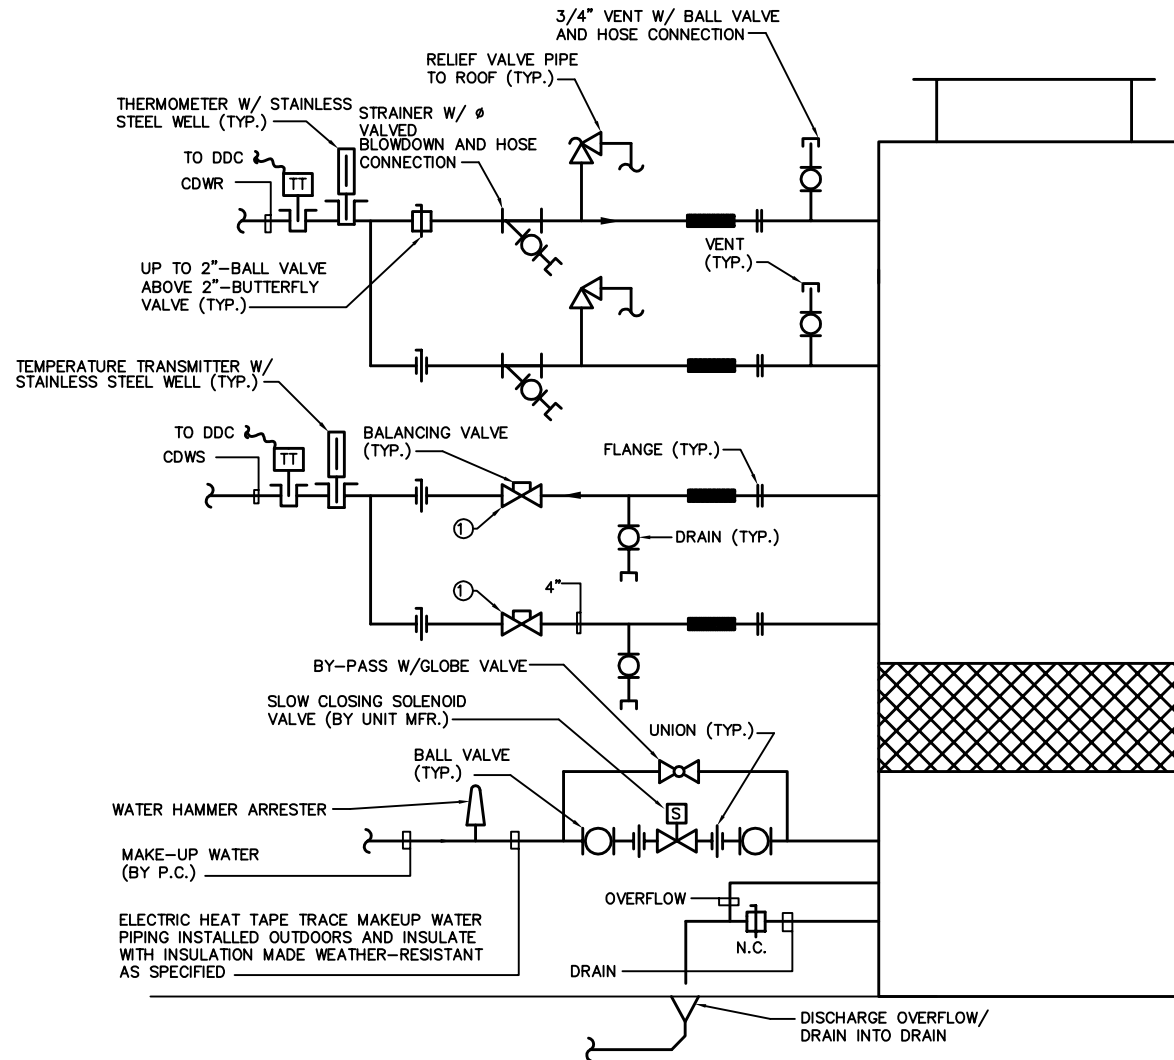 3/4" VENT W/ BALL VALVE
AND HOSE CONNECTION
RELIEF VALVE PIPE
TO ROOF (TYP.)
THERMOMETER W/ STAINLESS
STEEL WELL (TYP.)
STRAINER W/ ø
VALVED
BLOWDOWN AND HOSE
CONNECTION
TO DDC
TT
CDWR
UP TO 2"-BALL VALVE
ABOVE 2"-BUTTERFLY
VALVE (TYP.)
VENT
(TYP.)
TEMPERATURE TRANSMITTER W/
STAINLESS STEEL WELL (TYP.)
TO DDC
TT
CDWS
BALANCING VALVE
(TYP.)
FLANGE (TYP.)
1
DRAIN (TYP.)
1
4"
BY-PASS W/GLOBE VALVE
SLOW CLOSING SOLENOID
VALVE (BY UNIT MFR.)
UNION (TYP.)
BALL VALVE
(TYP.)
S
WATER HAMMER ARRESTER
MAKE-UP WATER
(BY P.C.)
OVERFLOW
N.C.
ELECTRIC HEAT TAPE TRACE MAKEUP WATER
PIPING INSTALLED OUTDOORS AND INSULATE
WITH INSULATION MADE WEATHER-RESISTANT
AS SPECIFIED
DRAIN
DISCHARGE OVERFLOW/
DRAIN INTO DRAIN